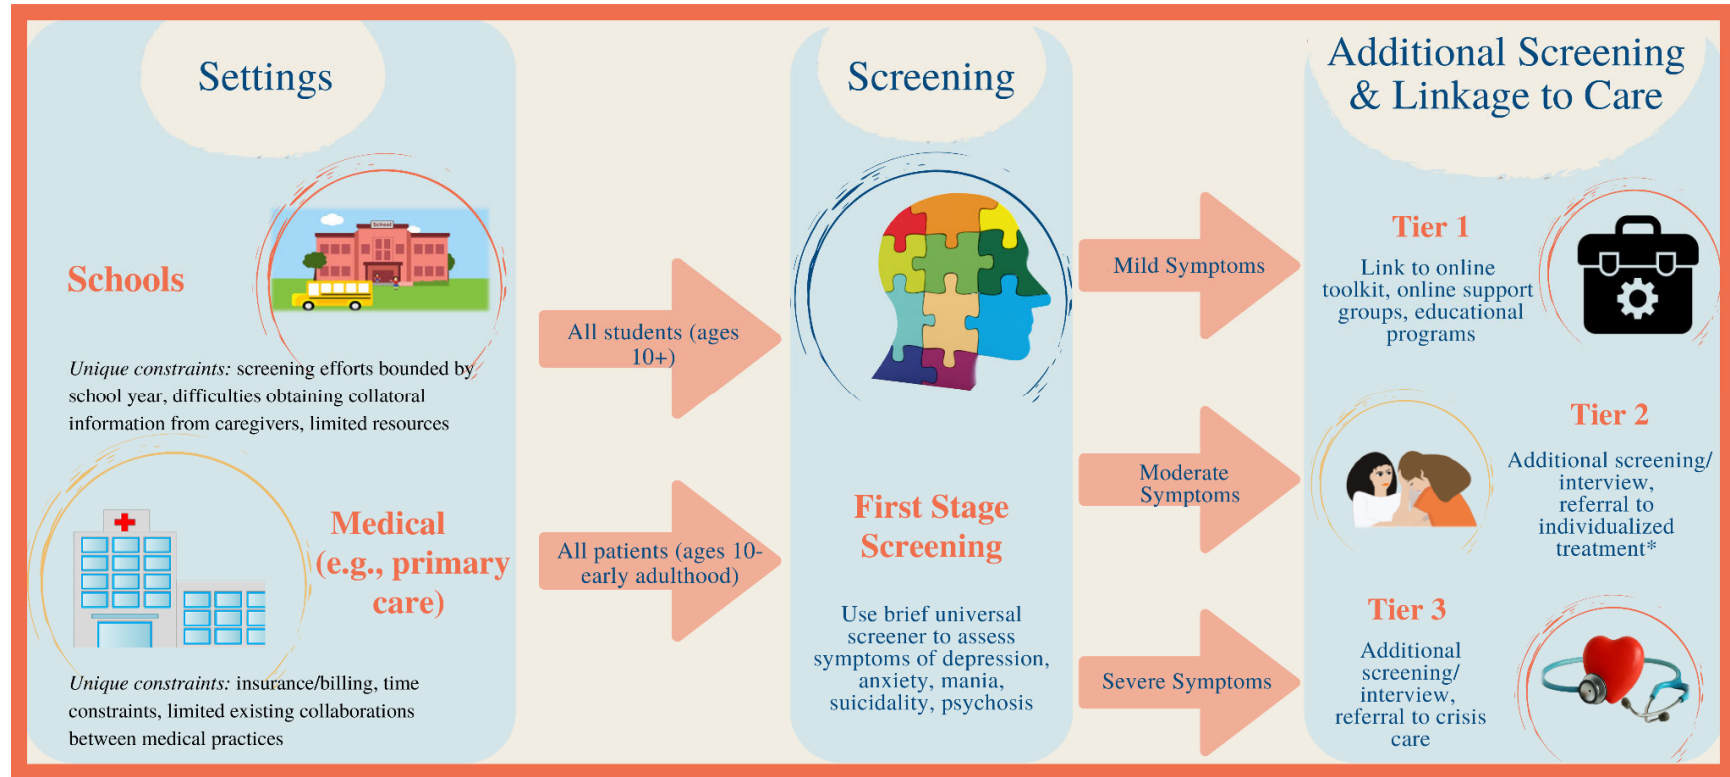 Settings
School
Schools
Unique constraints: screening efforts bounded by
school year, difficulties obtaining collatoral
information from caregivers, limited resources
Medical
(e.g., primary
care)
Unique constraints: insurance/billing, time
constraints, limited existing collaborations
between medical practices
All students (ages
10+)
All patients (ages 10-
early adulthood)
Screening
First Stage
Screening
Use brief universal
screener to assess
symptoms of depression,
anxiety, mania,
suicidality, psychosis
Mild Symptoms
Moderate
Symptoms
Severe Symptoms
Additional Screening
& Linkage to Care
Tier 1
Link to online
toolkit, online support
groups, educational
programs
Tier 2
Additional screening/
interview,
referral to
individualized
treatment*
Tier 3
Additional
screening/
interview,
referral to crisis
care